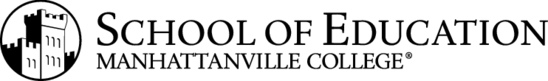 SCHOOL OF EDUCATION
MANHATTANVILLE COLLEGE®